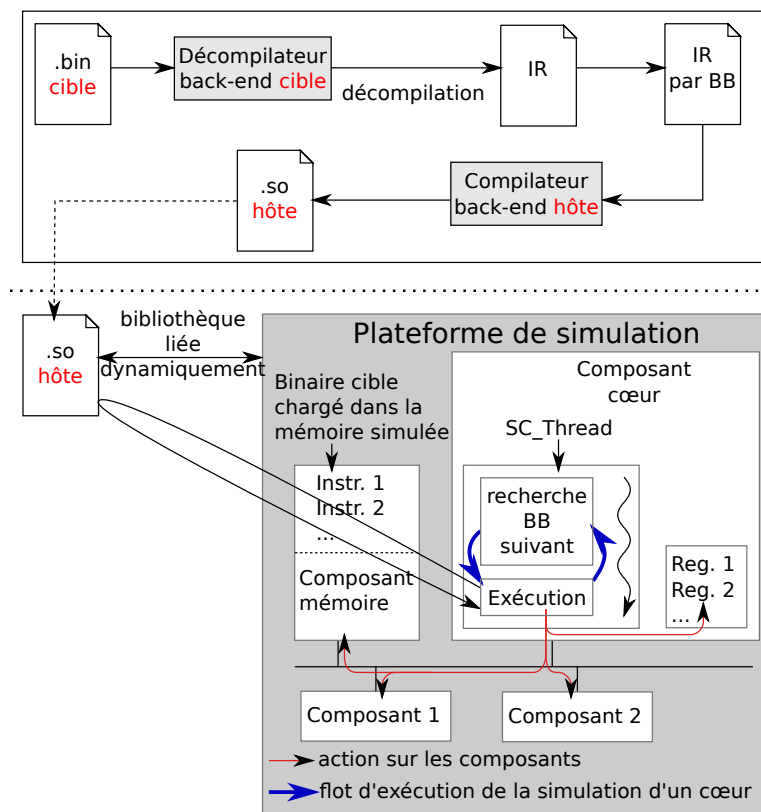 .bin
cible
Décompilateur
back-end cible
décompilation
IR
IR
par BB
.so
hôte
Compilateur
back-end hôte
.so
hôte
bibliothèque
liée
dynamiquement
Plateforme de simulation
Binaire cible
chargé dans la
mémoire simulée
Instr. 1
Instr. 2
...
Composant
mémoire
Composant
cœur
SC_Thread
recherche
BB
suivant
Exécution
Reg. 1
Reg. 2
...
Composant 1
Composant 2
action sur les composants
flot d'exécution de la simulation d'un cœur